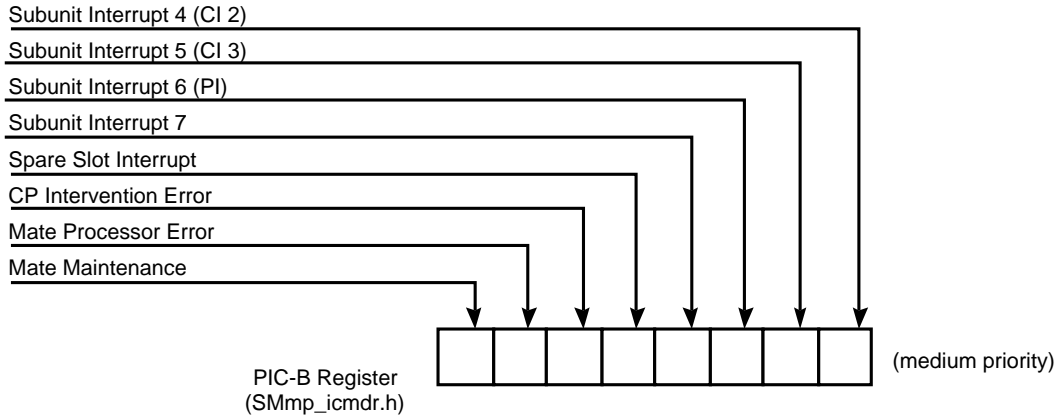 Subunit Interrupt 4 (CI 2)
Subunit Interrupt 5 (CI 3)
Subunit Interrupt 6 (PI)
Subunit Interrupt 7
Spare Slot Interrupt
CP Intervention Error
Mate Processor Error
Mate Maintenance
(medium priority)
PIC-B Register
(SMmp_icmdr.h)